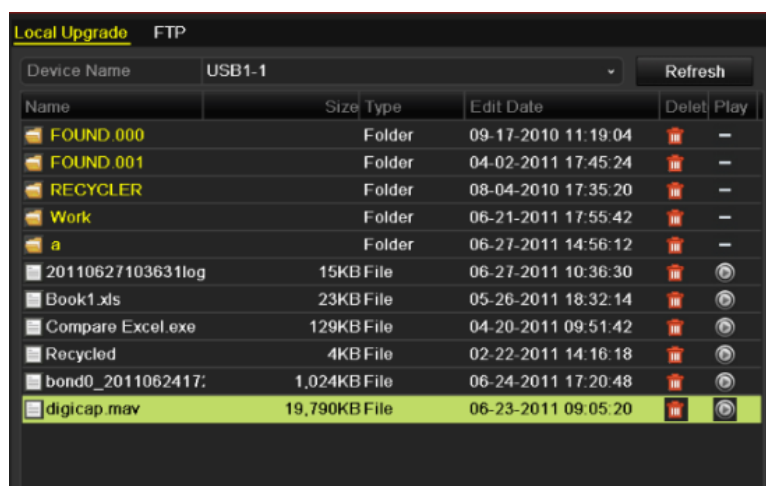 Local Upgrade FTP
Device Name USB1-1 Refresh
Name Size Type Edit Date Delet Play
FOUND.000 Folder 09-17-2010 11:19:04 –
FOUND.001 Folder 04-02-2011 17:45:24 –
RECYCLER Folder 08-04-2010 17:35:20 –
Work Folder 06-21-2011 17:55:42 –
a Folder 06-27-2011 14:56:12 –
20110627103631log 15KB File 06-27-2011 10:36:30
Book1.xls 23KB File 05-26-2011 18:32:14
Compare Excel.exe 129KB File 04-20-2011 09:51:42
Recycled 4KB File 02-22-2011 14:16:18
bond0_2011062417: 1,024KB File 06-24-2011 17:20:48
digicap.mav 19,790KB File 06-23-2011 09:05:20